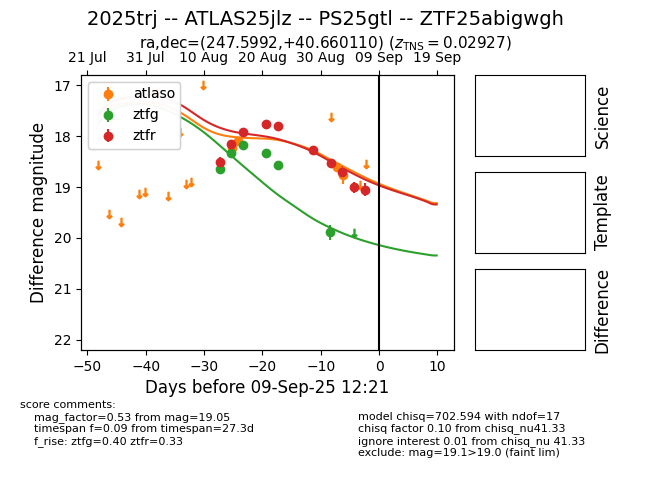 2025trj -- ATLAS25jlz -- PS25gtl -- ZTF25abigwgh
ra,dec=(247.5992,+40.660110) (zTNS = 0.02927)
21 Jul 31 Jul 10 Aug 20 Aug 30 Aug 09 Sep 19 Sep
atlaso
ztfg
ztfr
17
18
19
20
21
22
Difference magnitude
−50 −40 −30 −20 −10 0 10
Days before 09-Sep-25 12:21
Science
Template
Difference
score comments:
mag_factor=0.53 from mag=19.05
timespan f=0.09 from timespan=27.3d
f_rise: ztfg=0.40 ztfr=0.33
model chisq=702.594 with ndof=17
chisq factor 0.10 from chisq_nu41.33
ignore interest 0.01 from chisq_nu 41.33
exclude: mag=19.1>19.0 (faint lim)